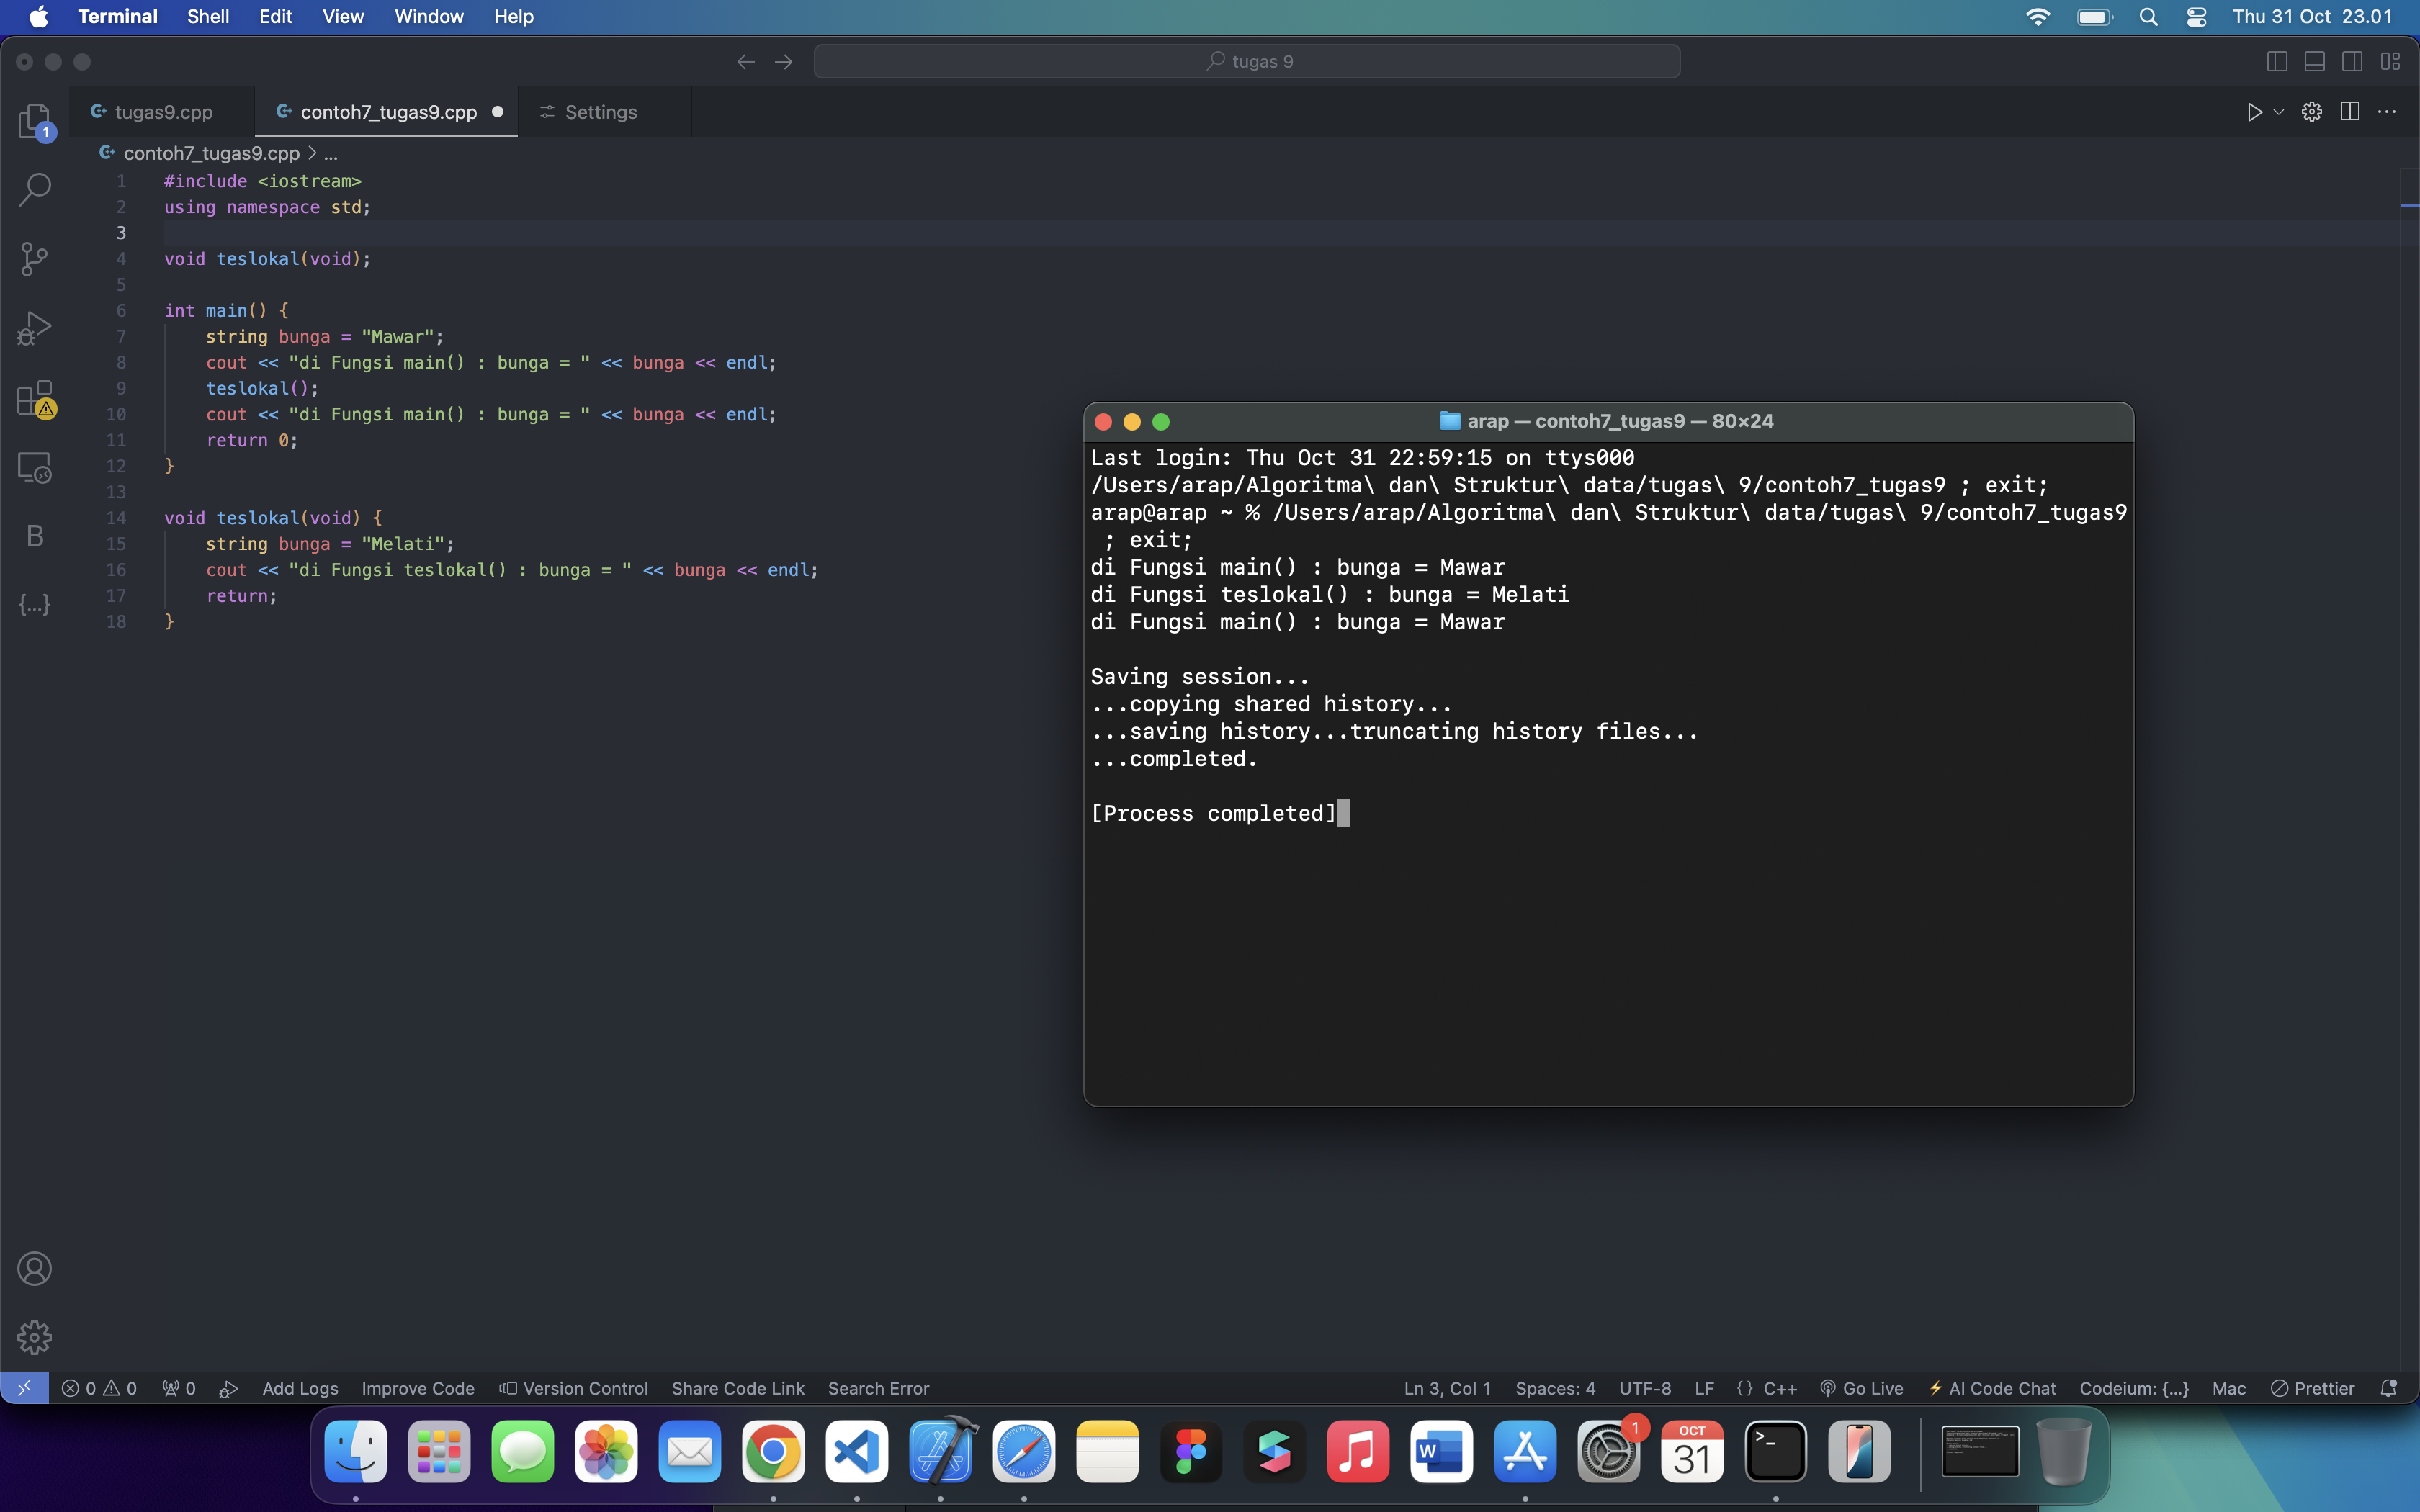 Terminal Shell Edit View Window Help Thu 31 Oct 23.01
tugas 9
tugas9.cpp contoh7_tugas9.cpp Settings
contoh7_tugas9.cpp > ...
1 #include <iostream>
2 using namespace std;
3
4 void teslokal(void);
5
6 int main() {
7 string bunga = "Mawar";
8 cout << "di Fungsi main() : bunga = " << bunga << endl;
9 teslokal();
10 cout << "di Fungsi main() : bunga = " << bunga << endl;
11 return 0;
12 }
13
14 void teslokal(void) {
15 string bunga = "Melati";
16 cout << "di Fungsi teslokal() : bunga = " << bunga << endl;
17 return;
18 }
1
B
{...}
arap — contoh7_tugas9 — 80×24
Last login: Thu Oct 31 22:59:15 on ttys000
/Users/arap/Algoritma\ dan\ Struktur\ data/tugas\ 9/contoh7_tugas9 ; exit;
arap@arap ~ % /Users/arap/Algoritma\ dan\ Struktur\ data/tugas\ 9/contoh7_tugas9
 ; exit;
di Fungsi main() : bunga = Mawar
di Fungsi teslokal() : bunga = Melati
di Fungsi main() : bunga = Mawar
Saving session...
...copying shared history...
...saving history...truncating history files...
...completed.
[Process completed]
0 0 0 Add Logs Improve Code Version Control Share Code Link Search Error Ln 3, Col 1 Spaces: 4 UTF-8 LF {} C++ Go Live AI Code Chat Codeium: {...} Mac Prettier
W
1
OCT
31
>_